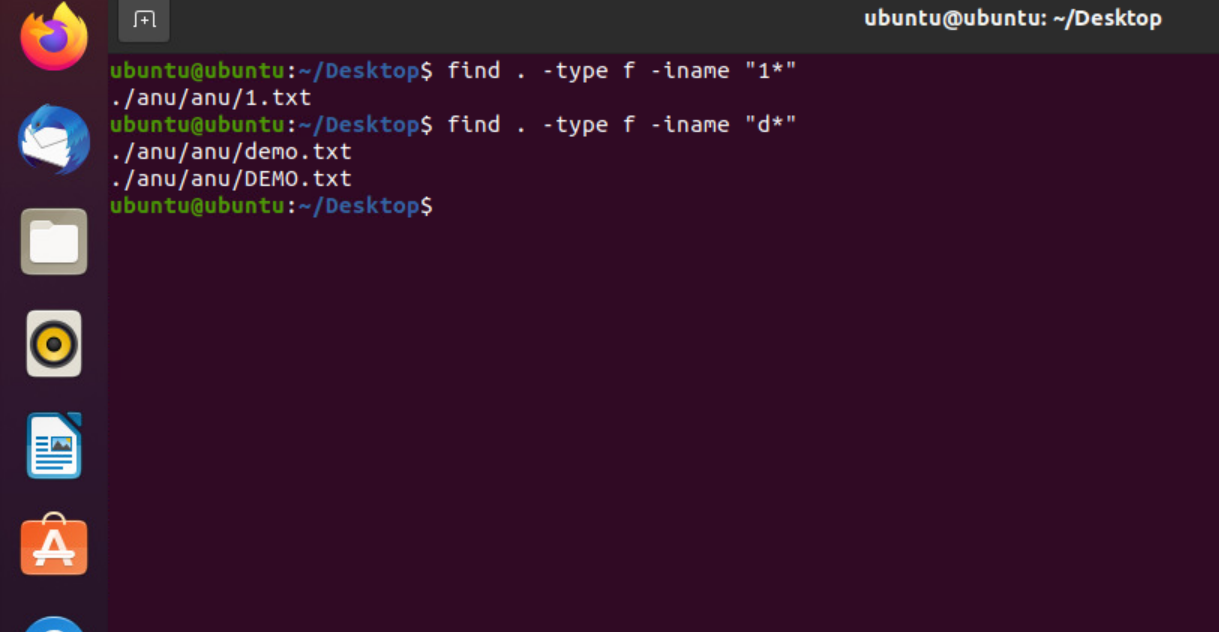 ubuntu@ubuntu: ~/Desktop
ubuntu@ubuntu:~/Desktop$ find . -type f -iname "1*"
./anu/anu/1.txt
ubuntu@ubuntu:~/Desktop$ find . -type f -iname "d*"
./anu/anu/demo.txt
./anu/anu/DEMO.txt
ubuntu@ubuntu:~/Desktop$